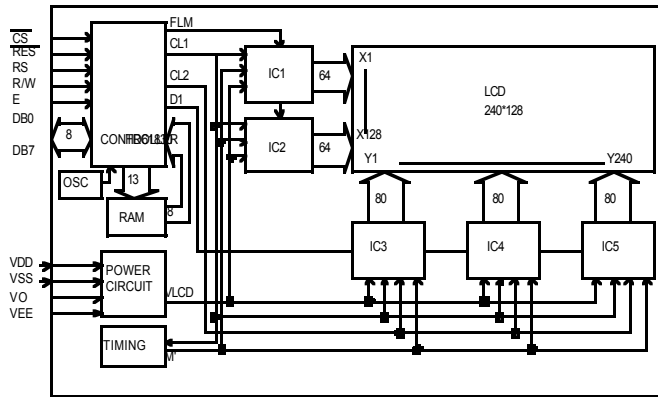 FLM
CS
RES
CL1
RS
R/W
CL2
E
D1
DB0
8
DB7
OSC
13
RAM
8
IC1
64
IC2
64
X1
LCD
240*128
X128
Y1
Y240
80
80
80
IC3
IC4
IC5
VDD
VSS
VO
VEE
POWER
CIRCUIT
VLCD
TIMING
M'